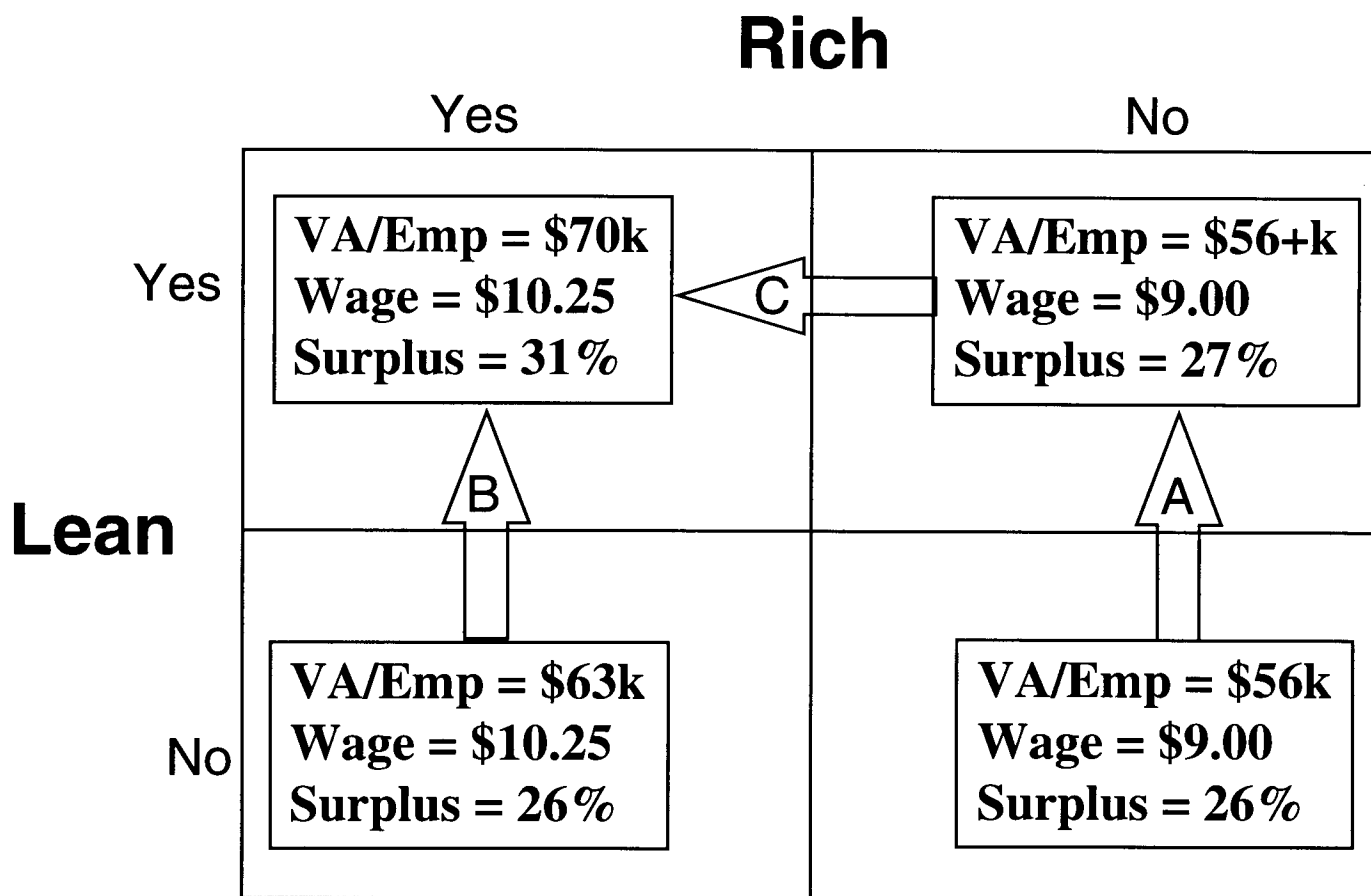 Rich
Yes
No
Yes
VA/Emp = $70k
Wage = $10.25
Surplus = 31%
C
VA/Emp = $56+k
Wage = $9.00
Surplus = 27%
B
A
Lean
No
VA/Emp = $63k
Wage = $10.25
Surplus = 26%
VA/Emp = $56k
Wage = $9.00
Surplus = 26%